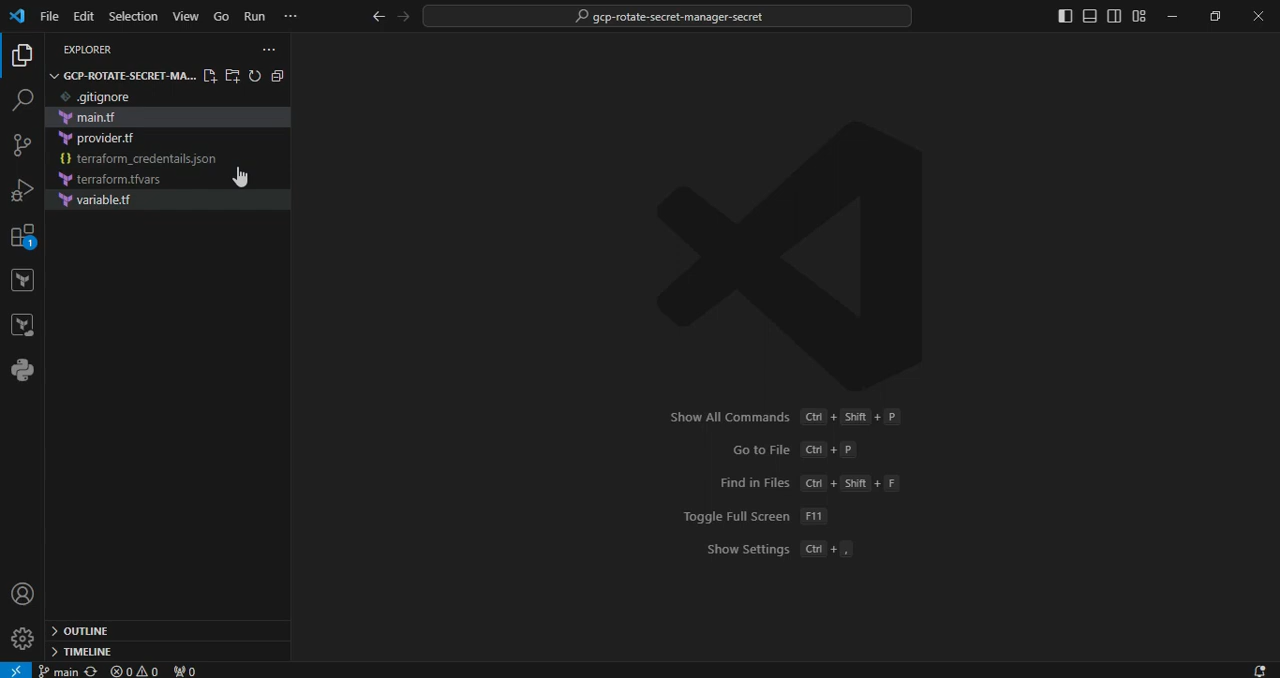 File Edit Selection View Go Run ···
gcp-rotate-secret-manager-secret
EXPLORER
GCP-ROTATE-SECRET-MA...
.gitignore
main.tf
provider.tf
{} terraform_credentails.json
terraform.tfvars
variable.tf
1
Show All Commands Ctrl + Shift + P
Go to File Ctrl + P
Find in Files Ctrl + Shift + F
Toggle Full Screen F11
Show Settings Ctrl + ,
OUTLINE
TIMELINE
main 0 0 0